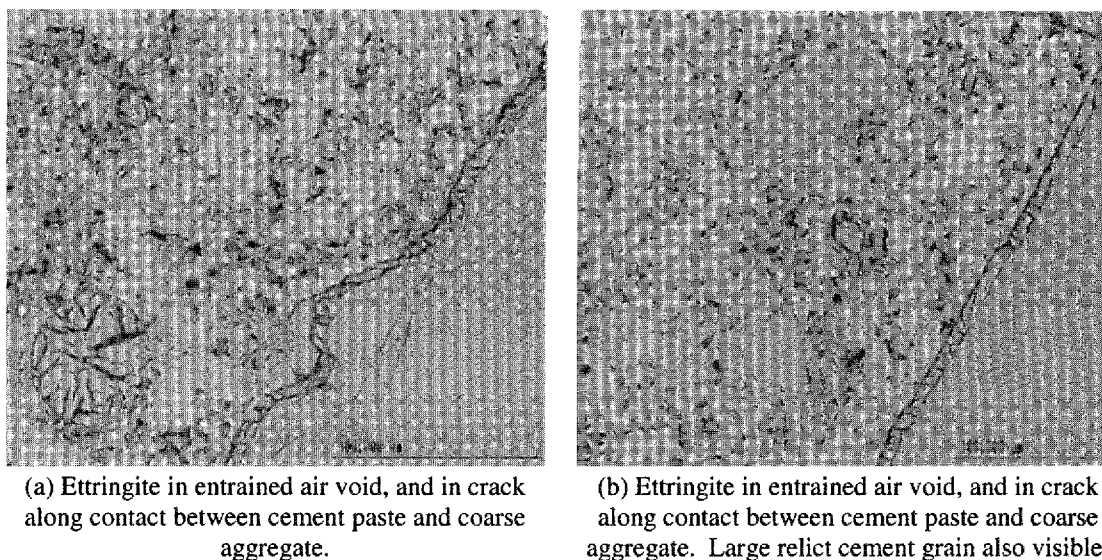 (a) Ettringite in entrained air void, and in crack
along contact between cement paste and coarse
aggregate.
(b) Ettringite in entrained air void, and in crack
along contact between cement paste and coarse
aggregate. Large relict cement grain also visible